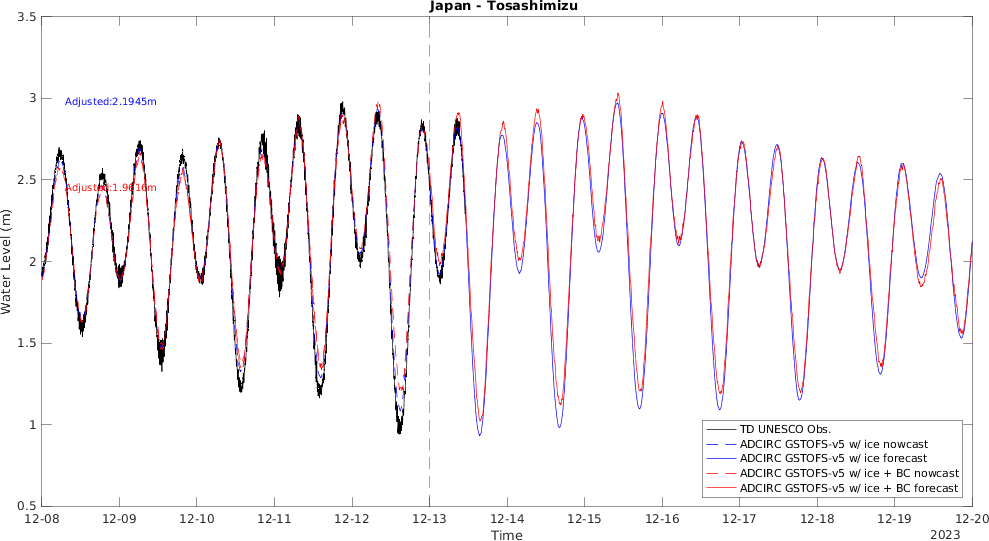 Japan - Tosashimizu
3.5
3
2.5
2
1.5
1
0.5
Water Level (m)
Adjusted:2.1945m
Adjusted:1.9616m
TD UNESCO Obs.
ADCIRC GSTOFS-v5 w/ ice nowcast
ADCIRC GSTOFS-v5 w/ ice forecast
ADCIRC GSTOFS-v5 w/ ice + BC nowcast
ADCIRC GSTOFS-v5 w/ ice + BC forecast
12-08 12-09 12-10 12-11 12-12 12-13 12-14 12-15 12-16 12-17 12-18 12-19 12-20
Time
2023